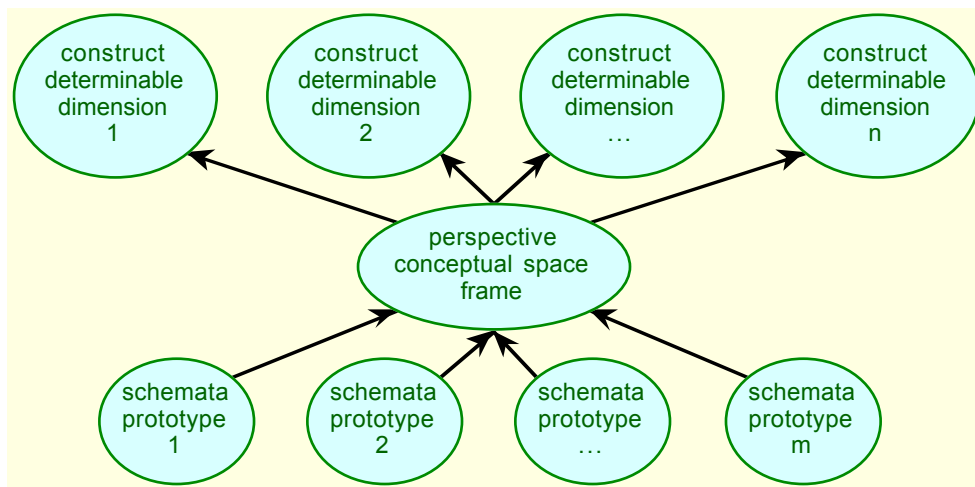 construct
determinable
dimension
1
construct
determinable
dimension
2
construct
determinable
dimension
...
construct
determinable
dimension
n
perspective
conceptual space
frame
schemata
prototype
1
schemata
prototype
2
schemata
prototype
...
schemata
prototype
m